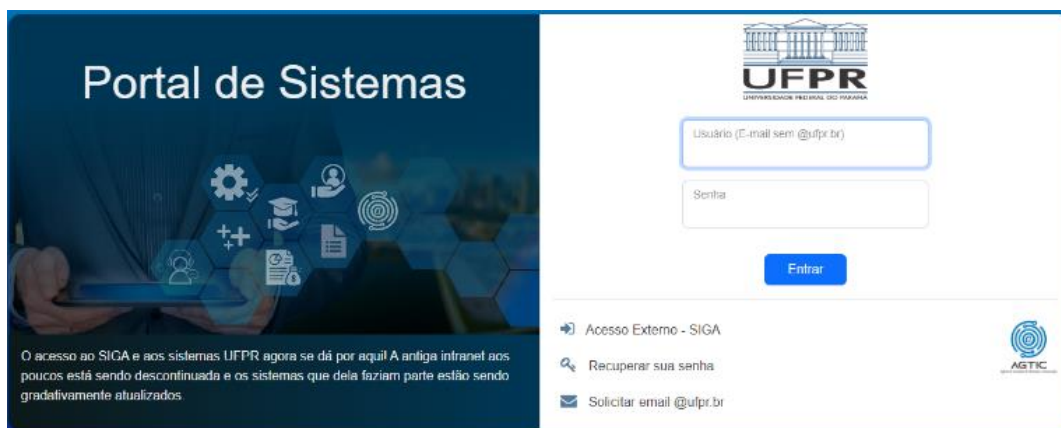 Portal de Sistemas
O acesso ao SIGA e aos sistemas UFPR agora se dá por aqui! A antiga intranet aos
poucos está sendo descontinuada e os sistemas que dela faziam parte estão sendo
gradativamente atualizados.
UFPR
UNIVERSIDADE FEDERAL DO PARANÁ
Usuário (E-mail sem @ufpr.br)
Senha
Entrar
Acesso Externo - SIGA
Recuperar sua senha
Solicitar email @ufpr.br
AGTIC